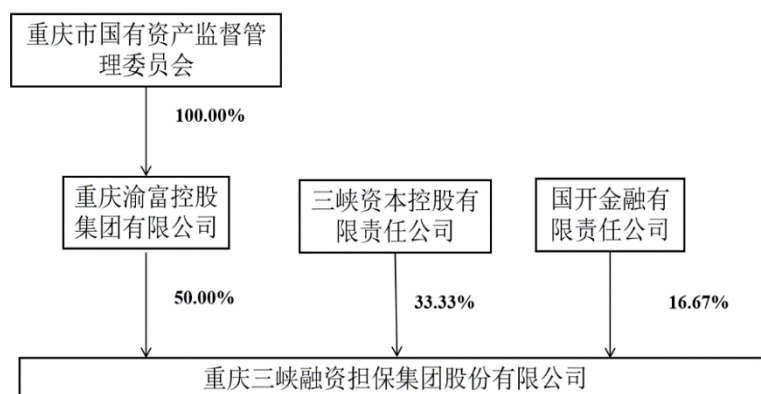 重庆市国有资产监督管
理委员会
100.00%
重庆渝富控股
集团有限公司
三峡资本控股有
限责任公司
国开金融有
限责任公司
50.00%
33.33%
16.67%
重庆三峡融资担保集团股份有限公司